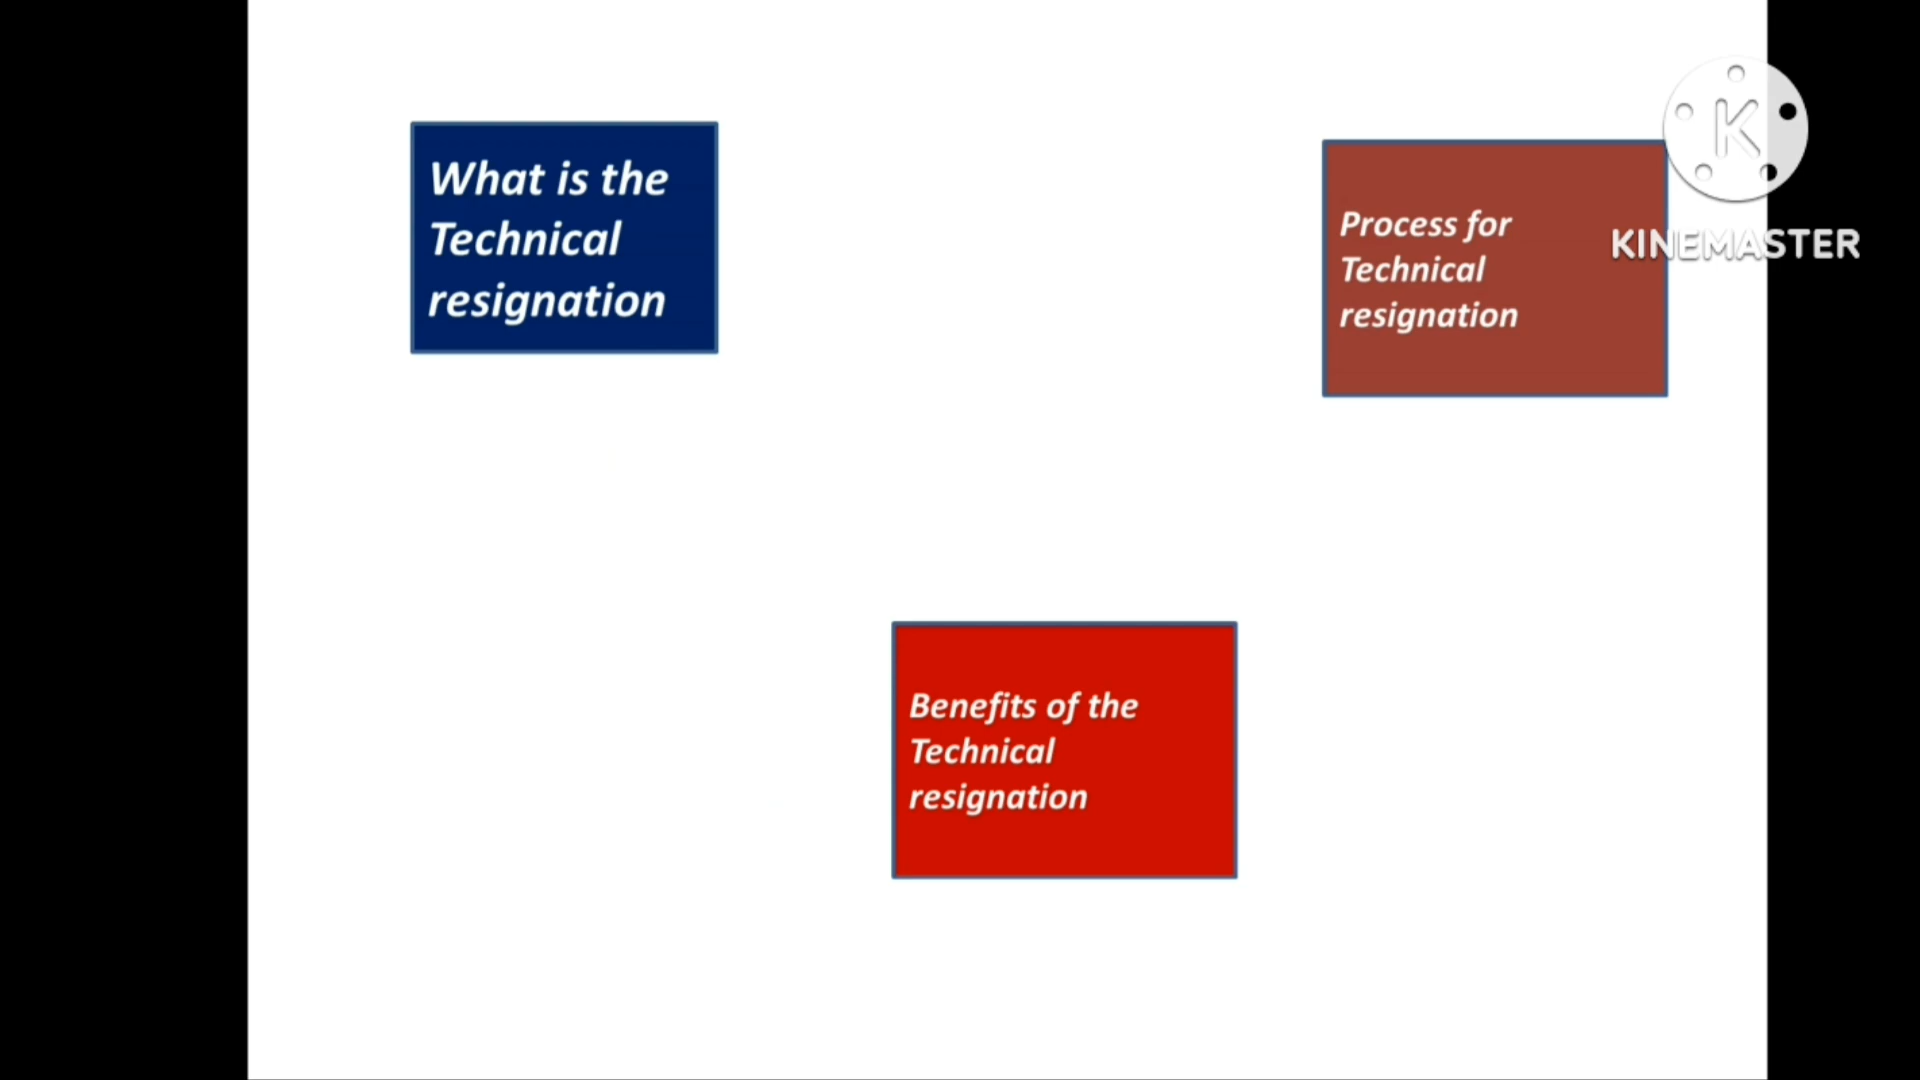 What is the
Technical
resignation
Process for
Technical
resignation
K
KINEMASTER
Benefits of the
Technical
resignation